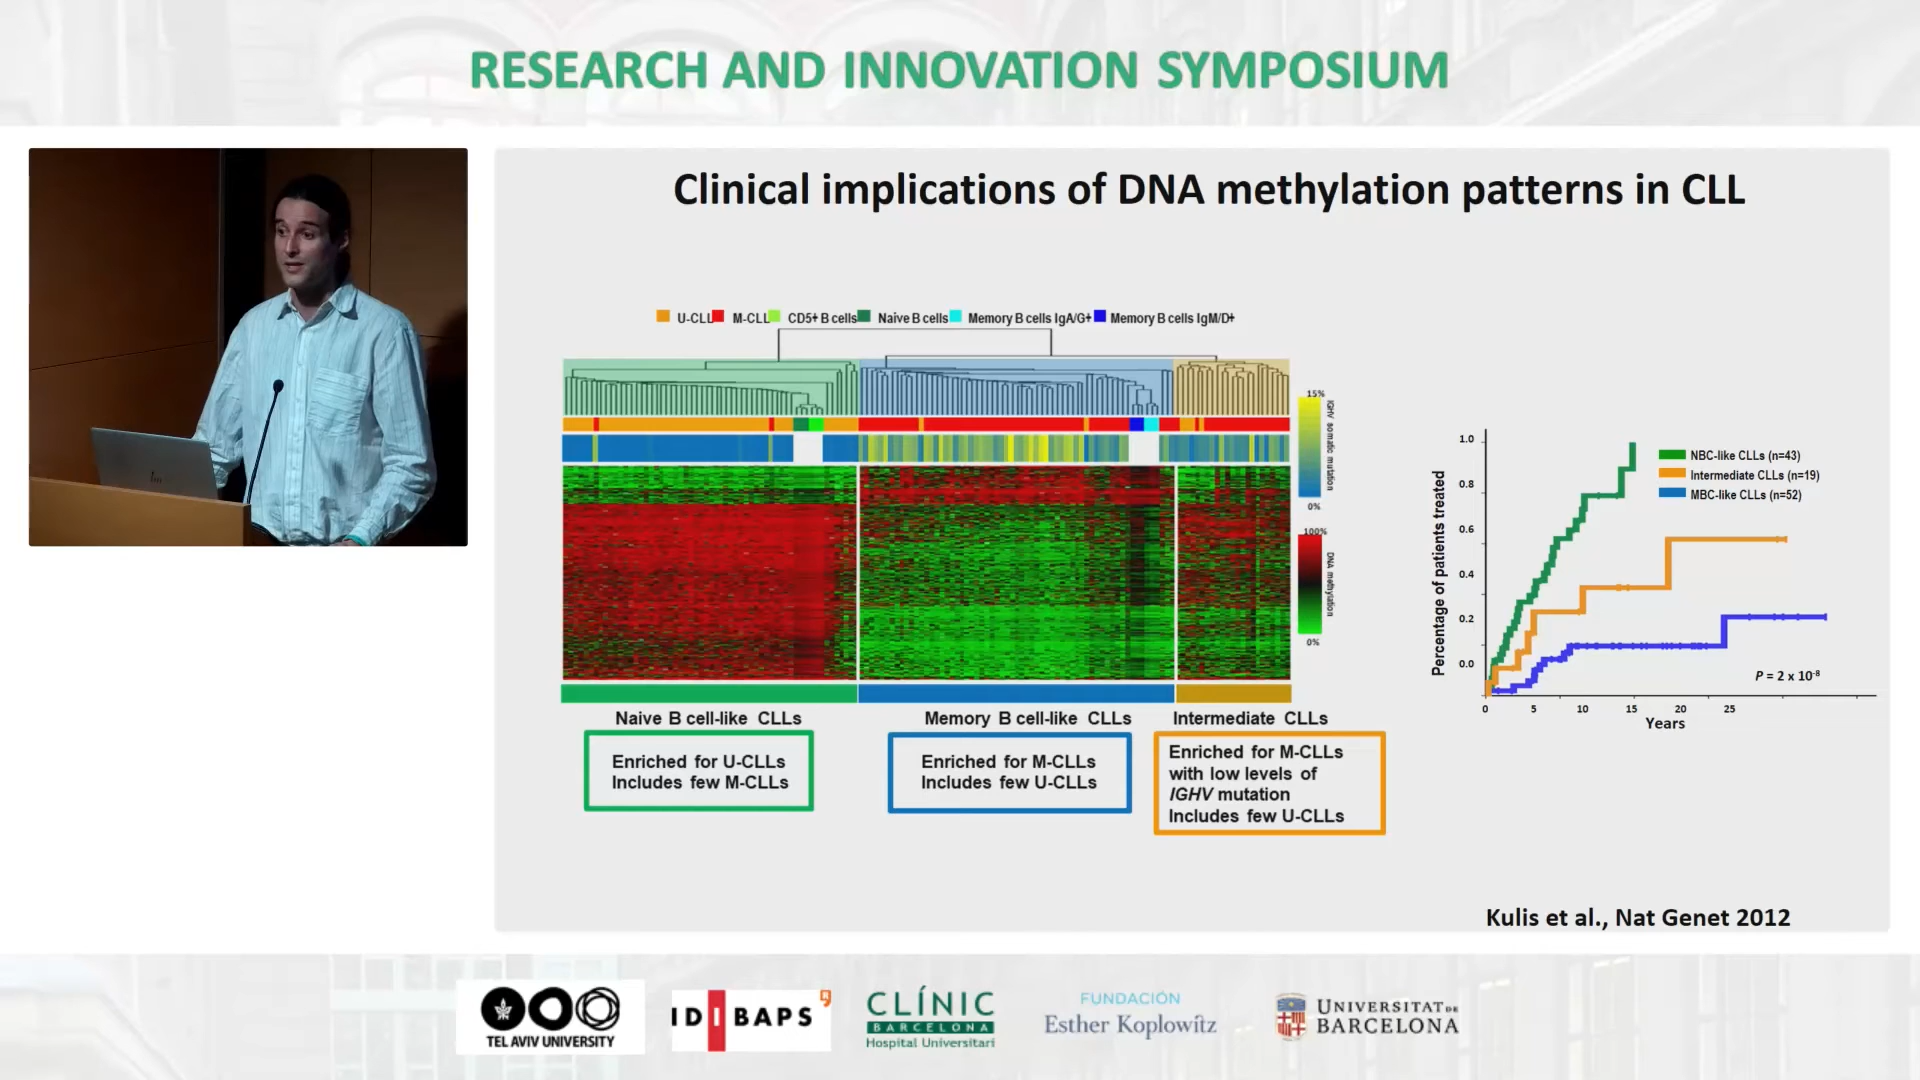 RESEARCH AND INNOVATION SYMPOSIUM
Clinical implications of DNA methylation patterns in CLL
U-CLL M-CLL CD5+ B cells Naive B cells Memory B cells IgA/G+ Memory B cells IgM/D+
15%
IGHV somatic mutation
0%
100%
DNA methylation
0%
Naive B cell-like CLLs
Enriched for U-CLLs
Includes few M-CLLs
Memory B cell-like CLLs
Enriched for M-CLLs
Includes few U-CLLs
Intermediate CLLs
Enriched for M-CLLs
with low levels of
IGHV mutation
Includes few U-CLLs
Percentage of patients treated
1.0
0.8
0.6
0.4
0.2
0.0
NBC-like CLLs (n=43)
Intermediate CLLs (n=19)
MBC-like CLLs (n=52)
P = 2 x 10⁻⁸
0 5 10 15 20 25
Years
Kulis et al., Nat Genet 2012
TEL AVIV UNIVERSITY
IDIBAPS
CLÍNIC
BARCELONA
Hospital Universitari
FUNDACIÓN
Esther Koplowitz
UNIVERSITAT DE
BARCELONA